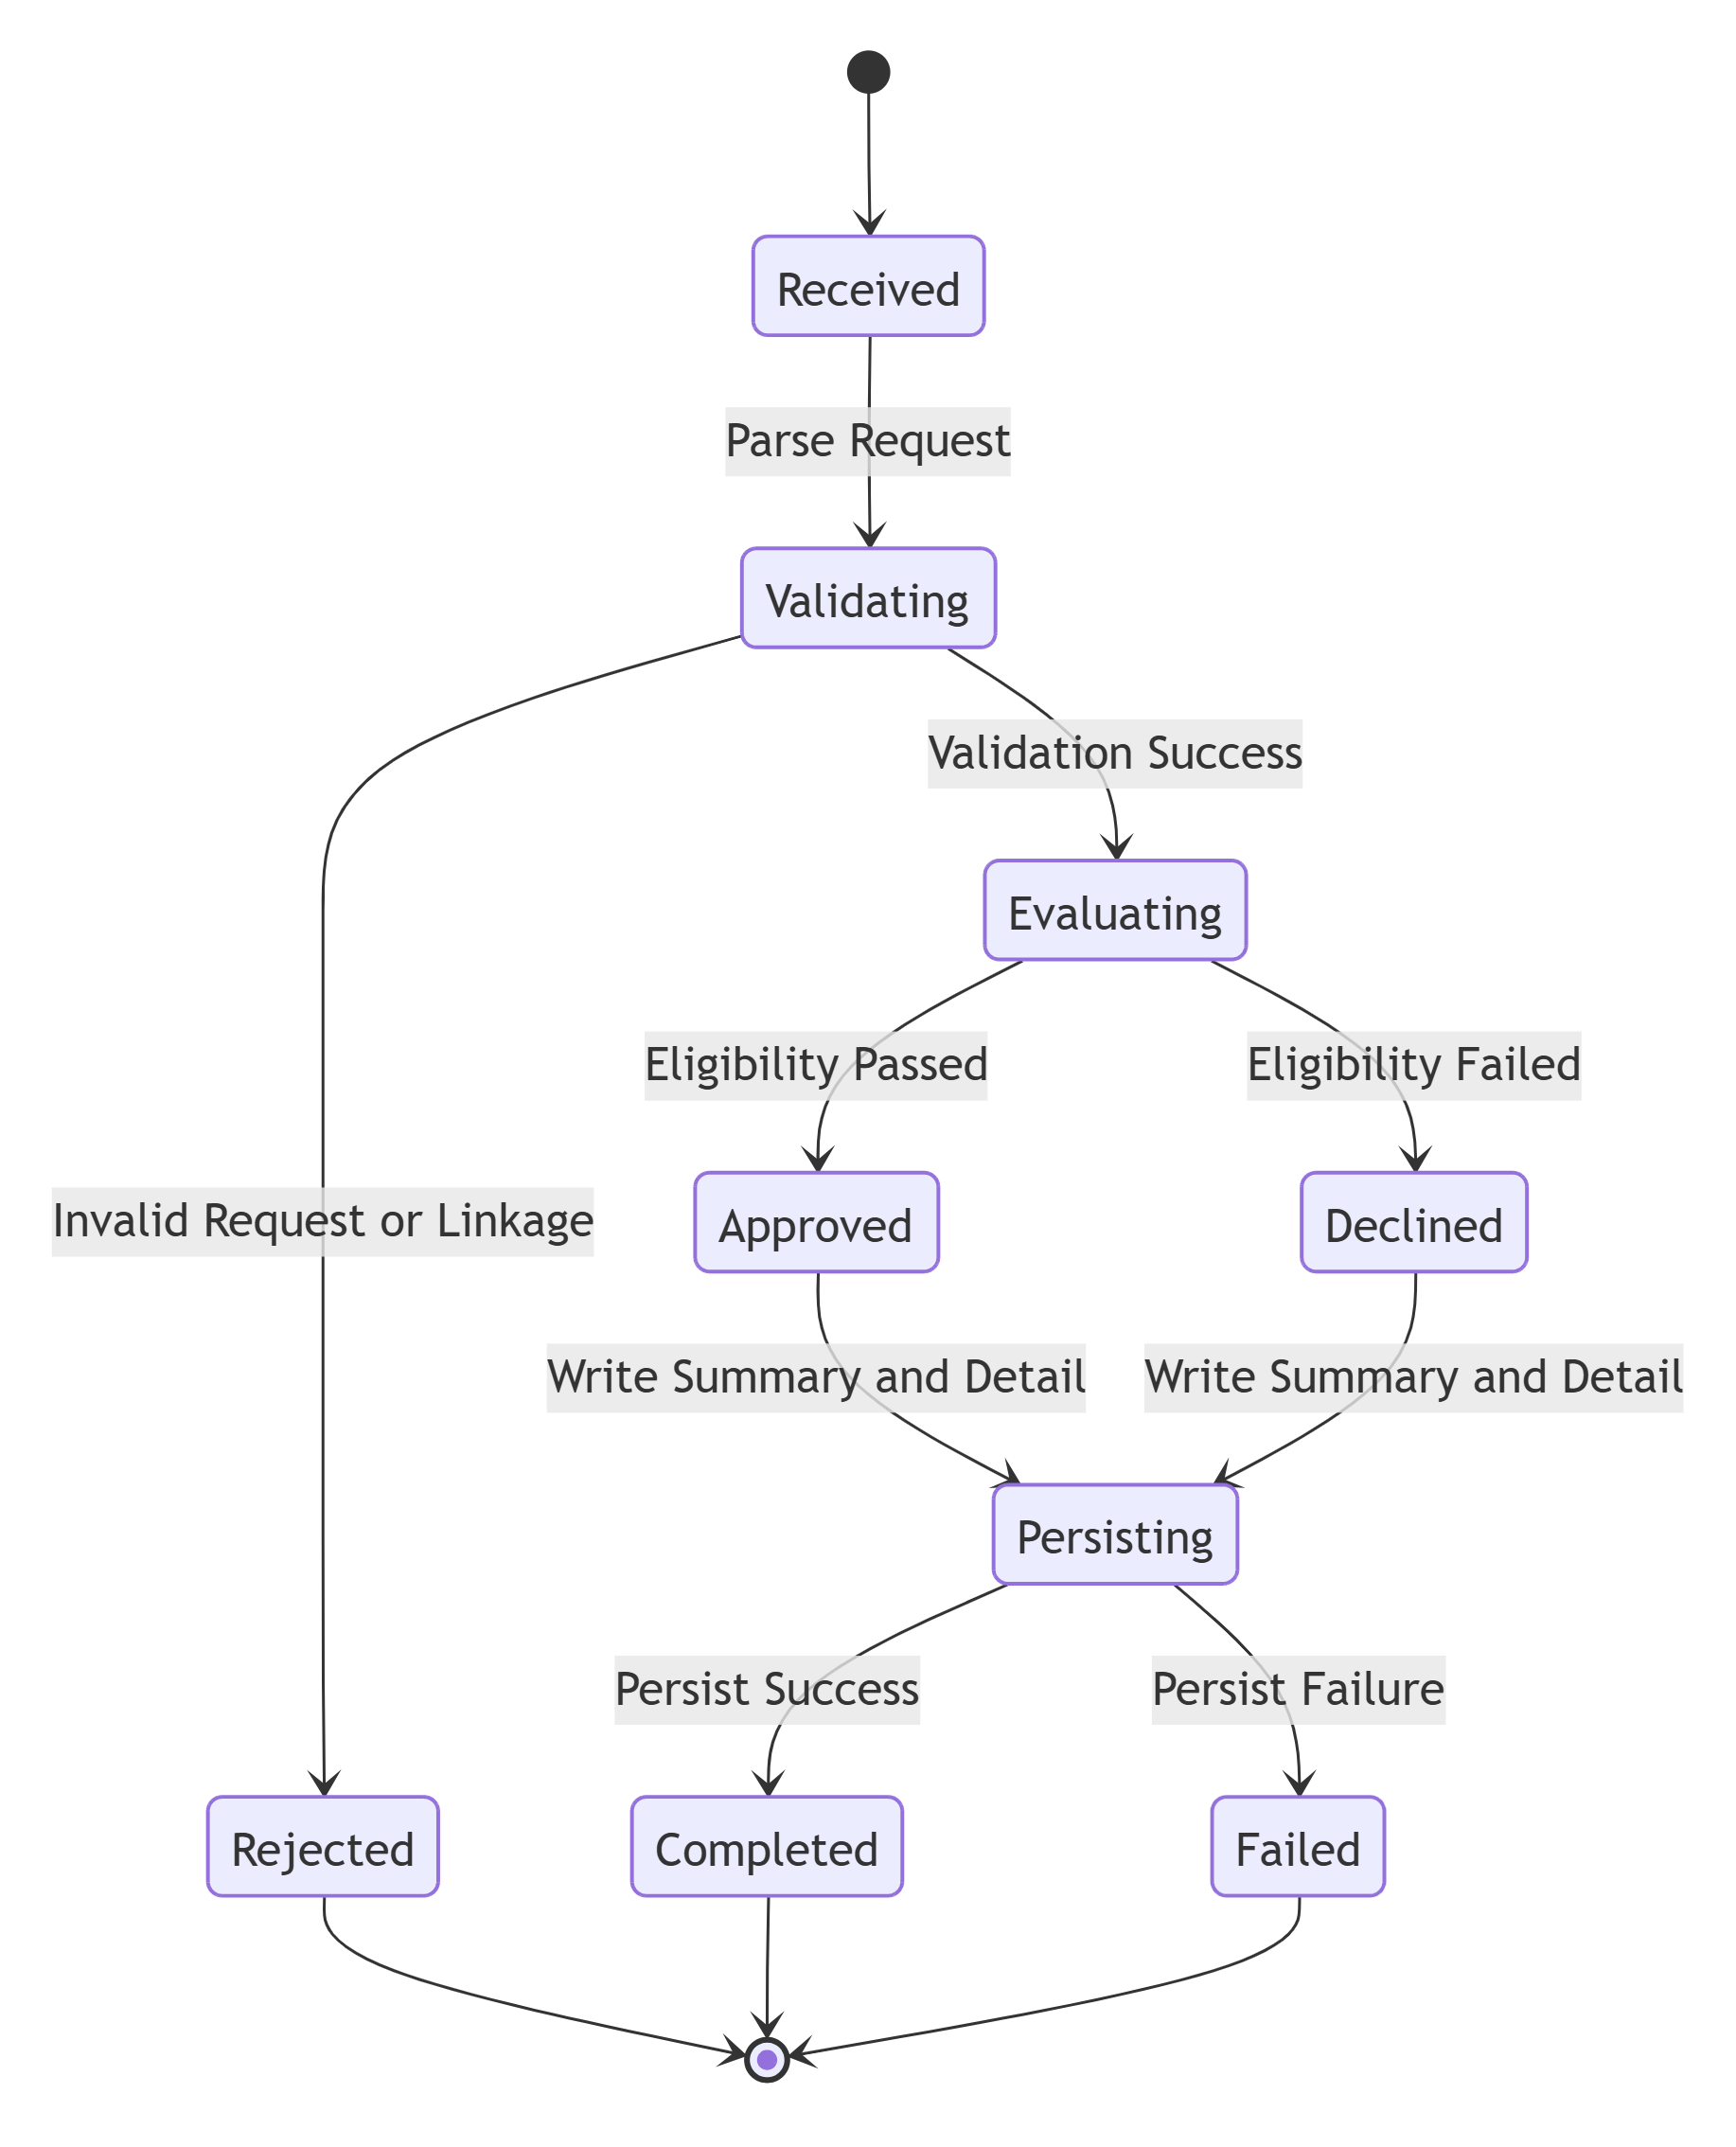 Received
Parse Request
Validating
Validation Success
Evaluating
Eligibility Passed
Eligibility Failed
Invalid Request or Linkage
Approved
Declined
Write Summary and Detail
Write Summary and Detail
Persisting
Persist Success
Persist Failure
Rejected
Completed
Failed